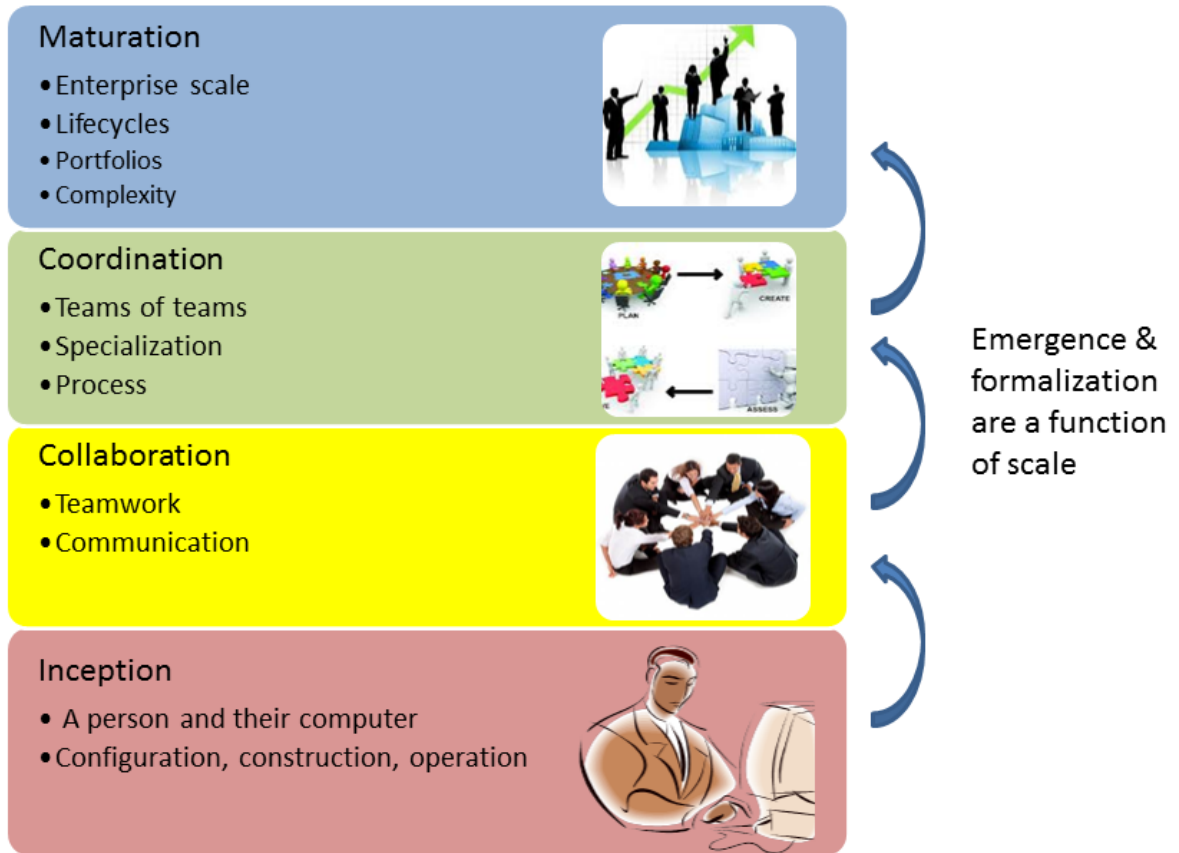 Maturation
•Enterprise scale
•Lifecycles
•Portfolios
•Complexity
Coordination
•Teams of teams
•Specialization
•Process
PLAN
CREATE
ASSESS
Collaboration
•Teamwork
•Communication
Inception
• A person and their computer
•Configuration, construction, operation
Emergence &
formalization
are a function
of scale